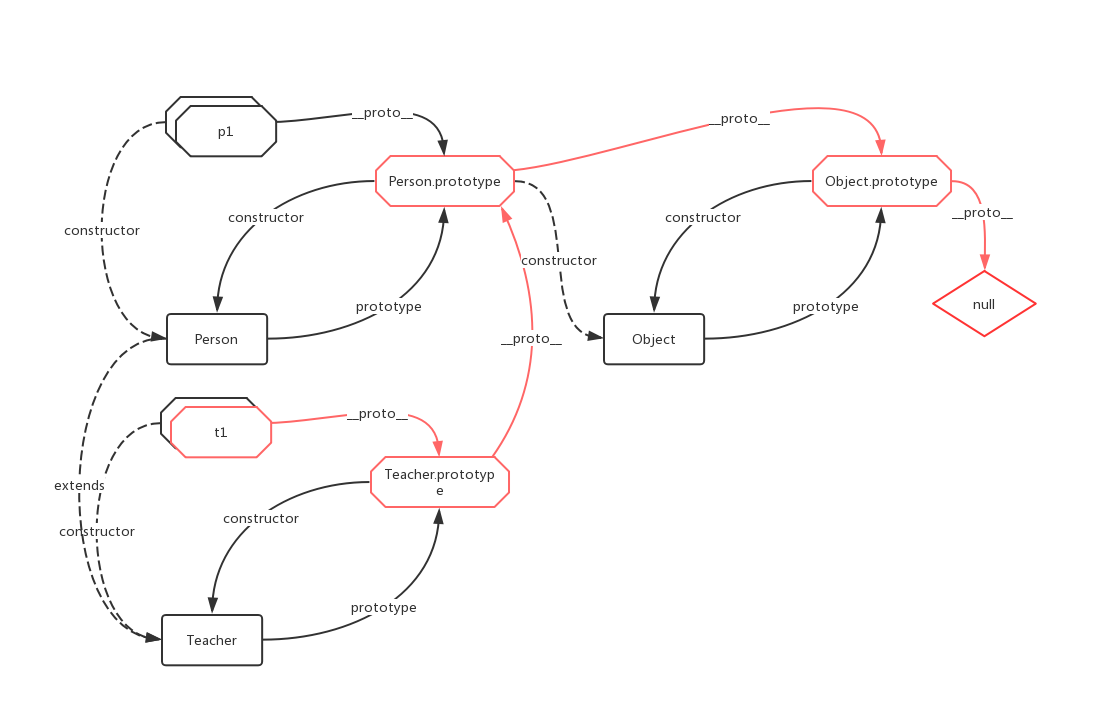 __proto__
__proto__
p1
Person.prototype
Object.prototype
constructor
constructor
__proto__
constructor
constructor
prototype
prototype
null
Person
__proto__
Object
__proto__
t1
Teacher.prototyp
e
extends
constructor
constructor
prototype
Teacher